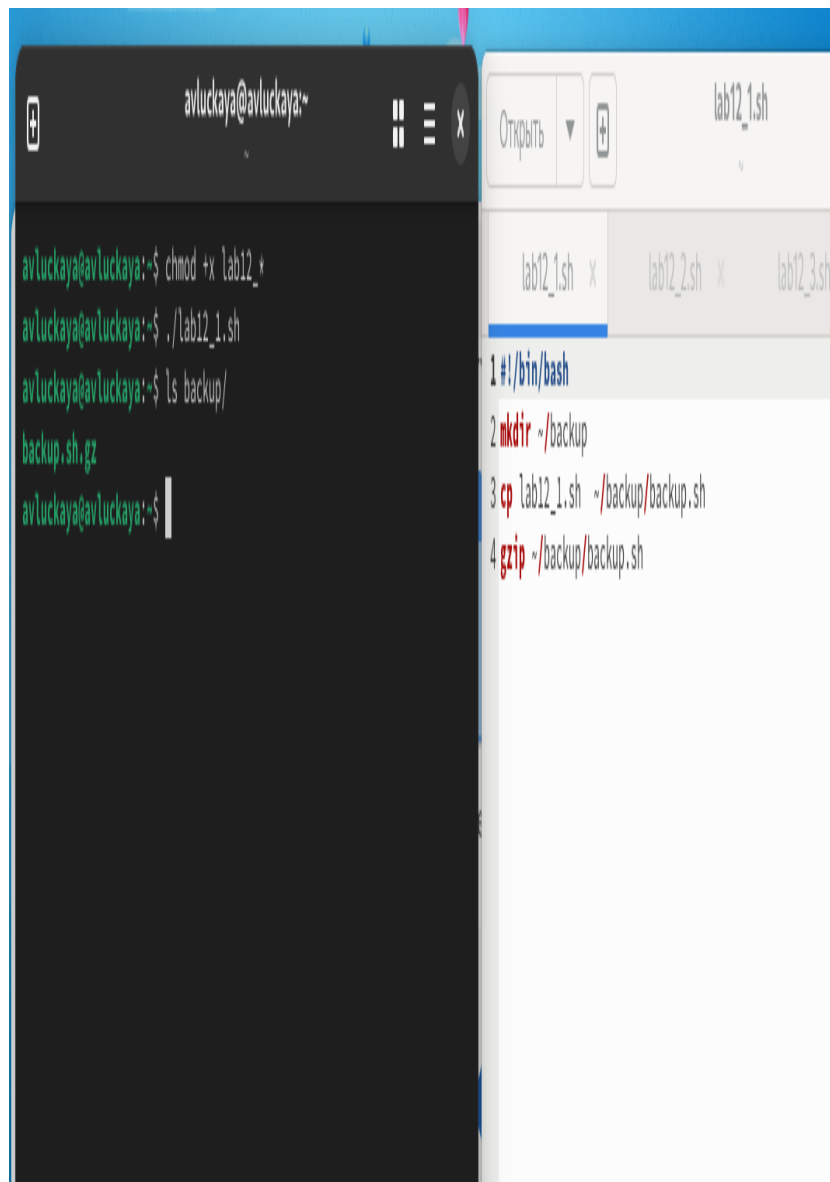 avluckaya@avluckaya:~
~
avluckaya@avluckaya:~$ chmod +x lab12_*
avluckaya@avluckaya:~$ ./lab12_1.sh
avluckaya@avluckaya:~$ ls backup/
backup.sh.gz
avluckaya@avluckaya:~$
Открыть
lab12_1.sh
~
lab12_1.sh
lab12_2.sh
lab12_3.sh
1 #!/bin/bash
2 mkdir ~/backup
3 cp lab12_1.sh ~/backup/backup.sh
4 gzip ~/backup/backup.sh